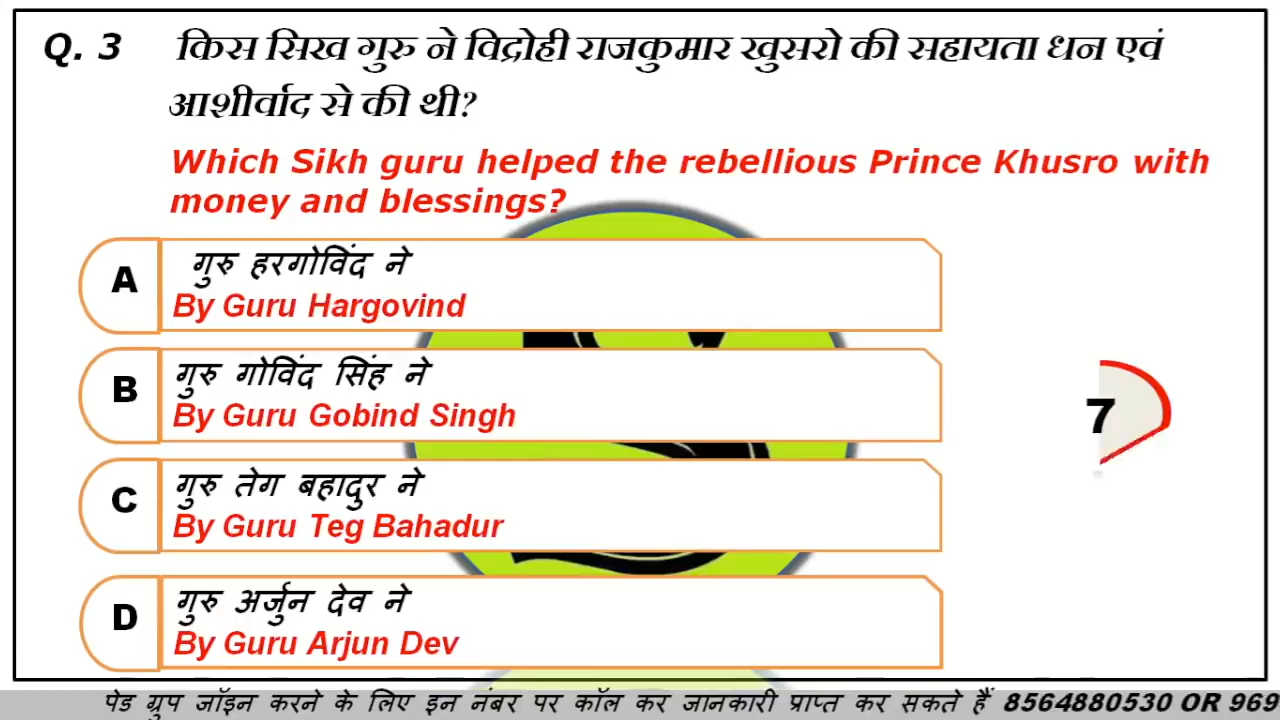 Q. 3 किस सिख गुरु ने विद्रोही राजकुमार खुसरो की सहायता धन एवं
आशीर्वाद से की थी?
Which Sikh guru helped the rebellious Prince Khusro with
money and blessings?
A गुरु हरगोविंद ने
By Guru Hargovind
B गुरु गोविंद सिंह ने
By Guru Gobind Singh
7
C गुरु तेग बहादुर ने
By Guru Teg Bahadur
D गुरु अर्जुन देव ने
By Guru Arjun Dev
पेड ग्रुप जॉइन करने के लिए इन नंबर पर कॉल कर जानकारी प्राप्त कर सकते हैं 8564880530 OR 969